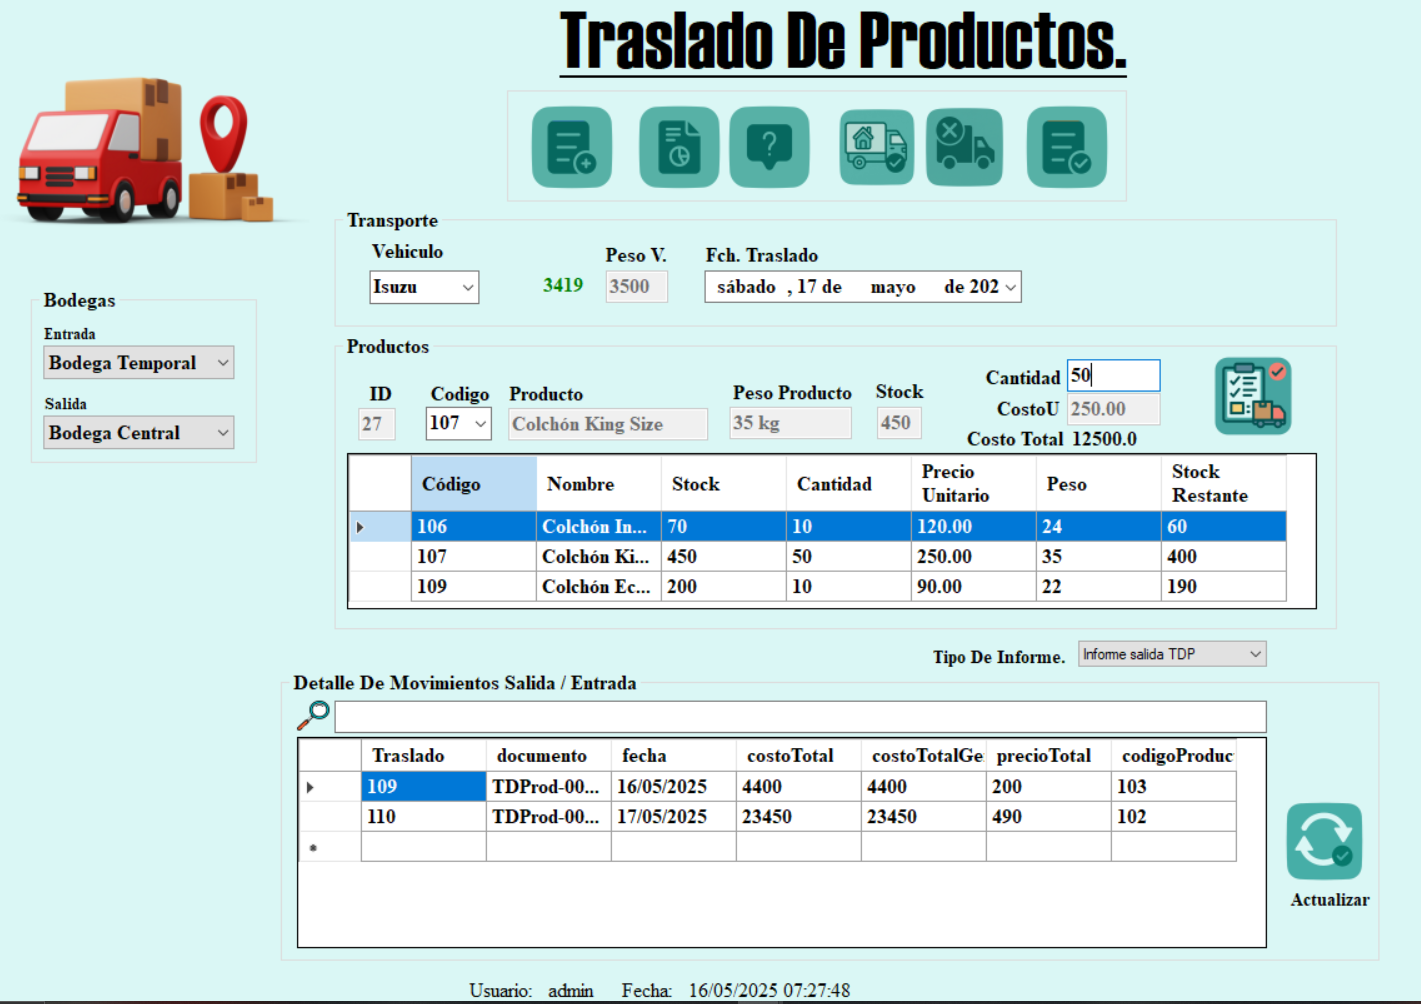 Traslado De Productos.
Transporte
Vehiculo
Peso V.
Fch. Traslado
Isuzu
3419
3500
sábado , 17 de mayo de 202
Bodegas
Entrada
Bodega Temporal
Salida
Bodega Central
Productos
ID
Codigo
Producto
Peso Producto
Stock
Cantidad
50
27
107
Colchón King Size
35 kg
450
CostoU
250.00
Costo Total 12500.0
Código Nombre Stock Cantidad Precio Unitario Peso Stock Restante
106 Colchón In... 70 10 120.00 24 60
107 Colchón Ki... 450 50 250.00 35 400
109 Colchón Ec... 200 10 90.00 22 190
Tipo De Informe.
Informe salida TDP
Detalle De Movimientos Salida / Entrada
Traslado documento fecha costoTotal costoTotalGe precioTotal codigoProduc
109 TDProd-00... 16/05/2025 4400 4400 200 103
110 TDProd-00... 17/05/2025 23450 23450 490 102
Actualizar
Usuario: admin Fecha: 16/05/2025 07:27:48